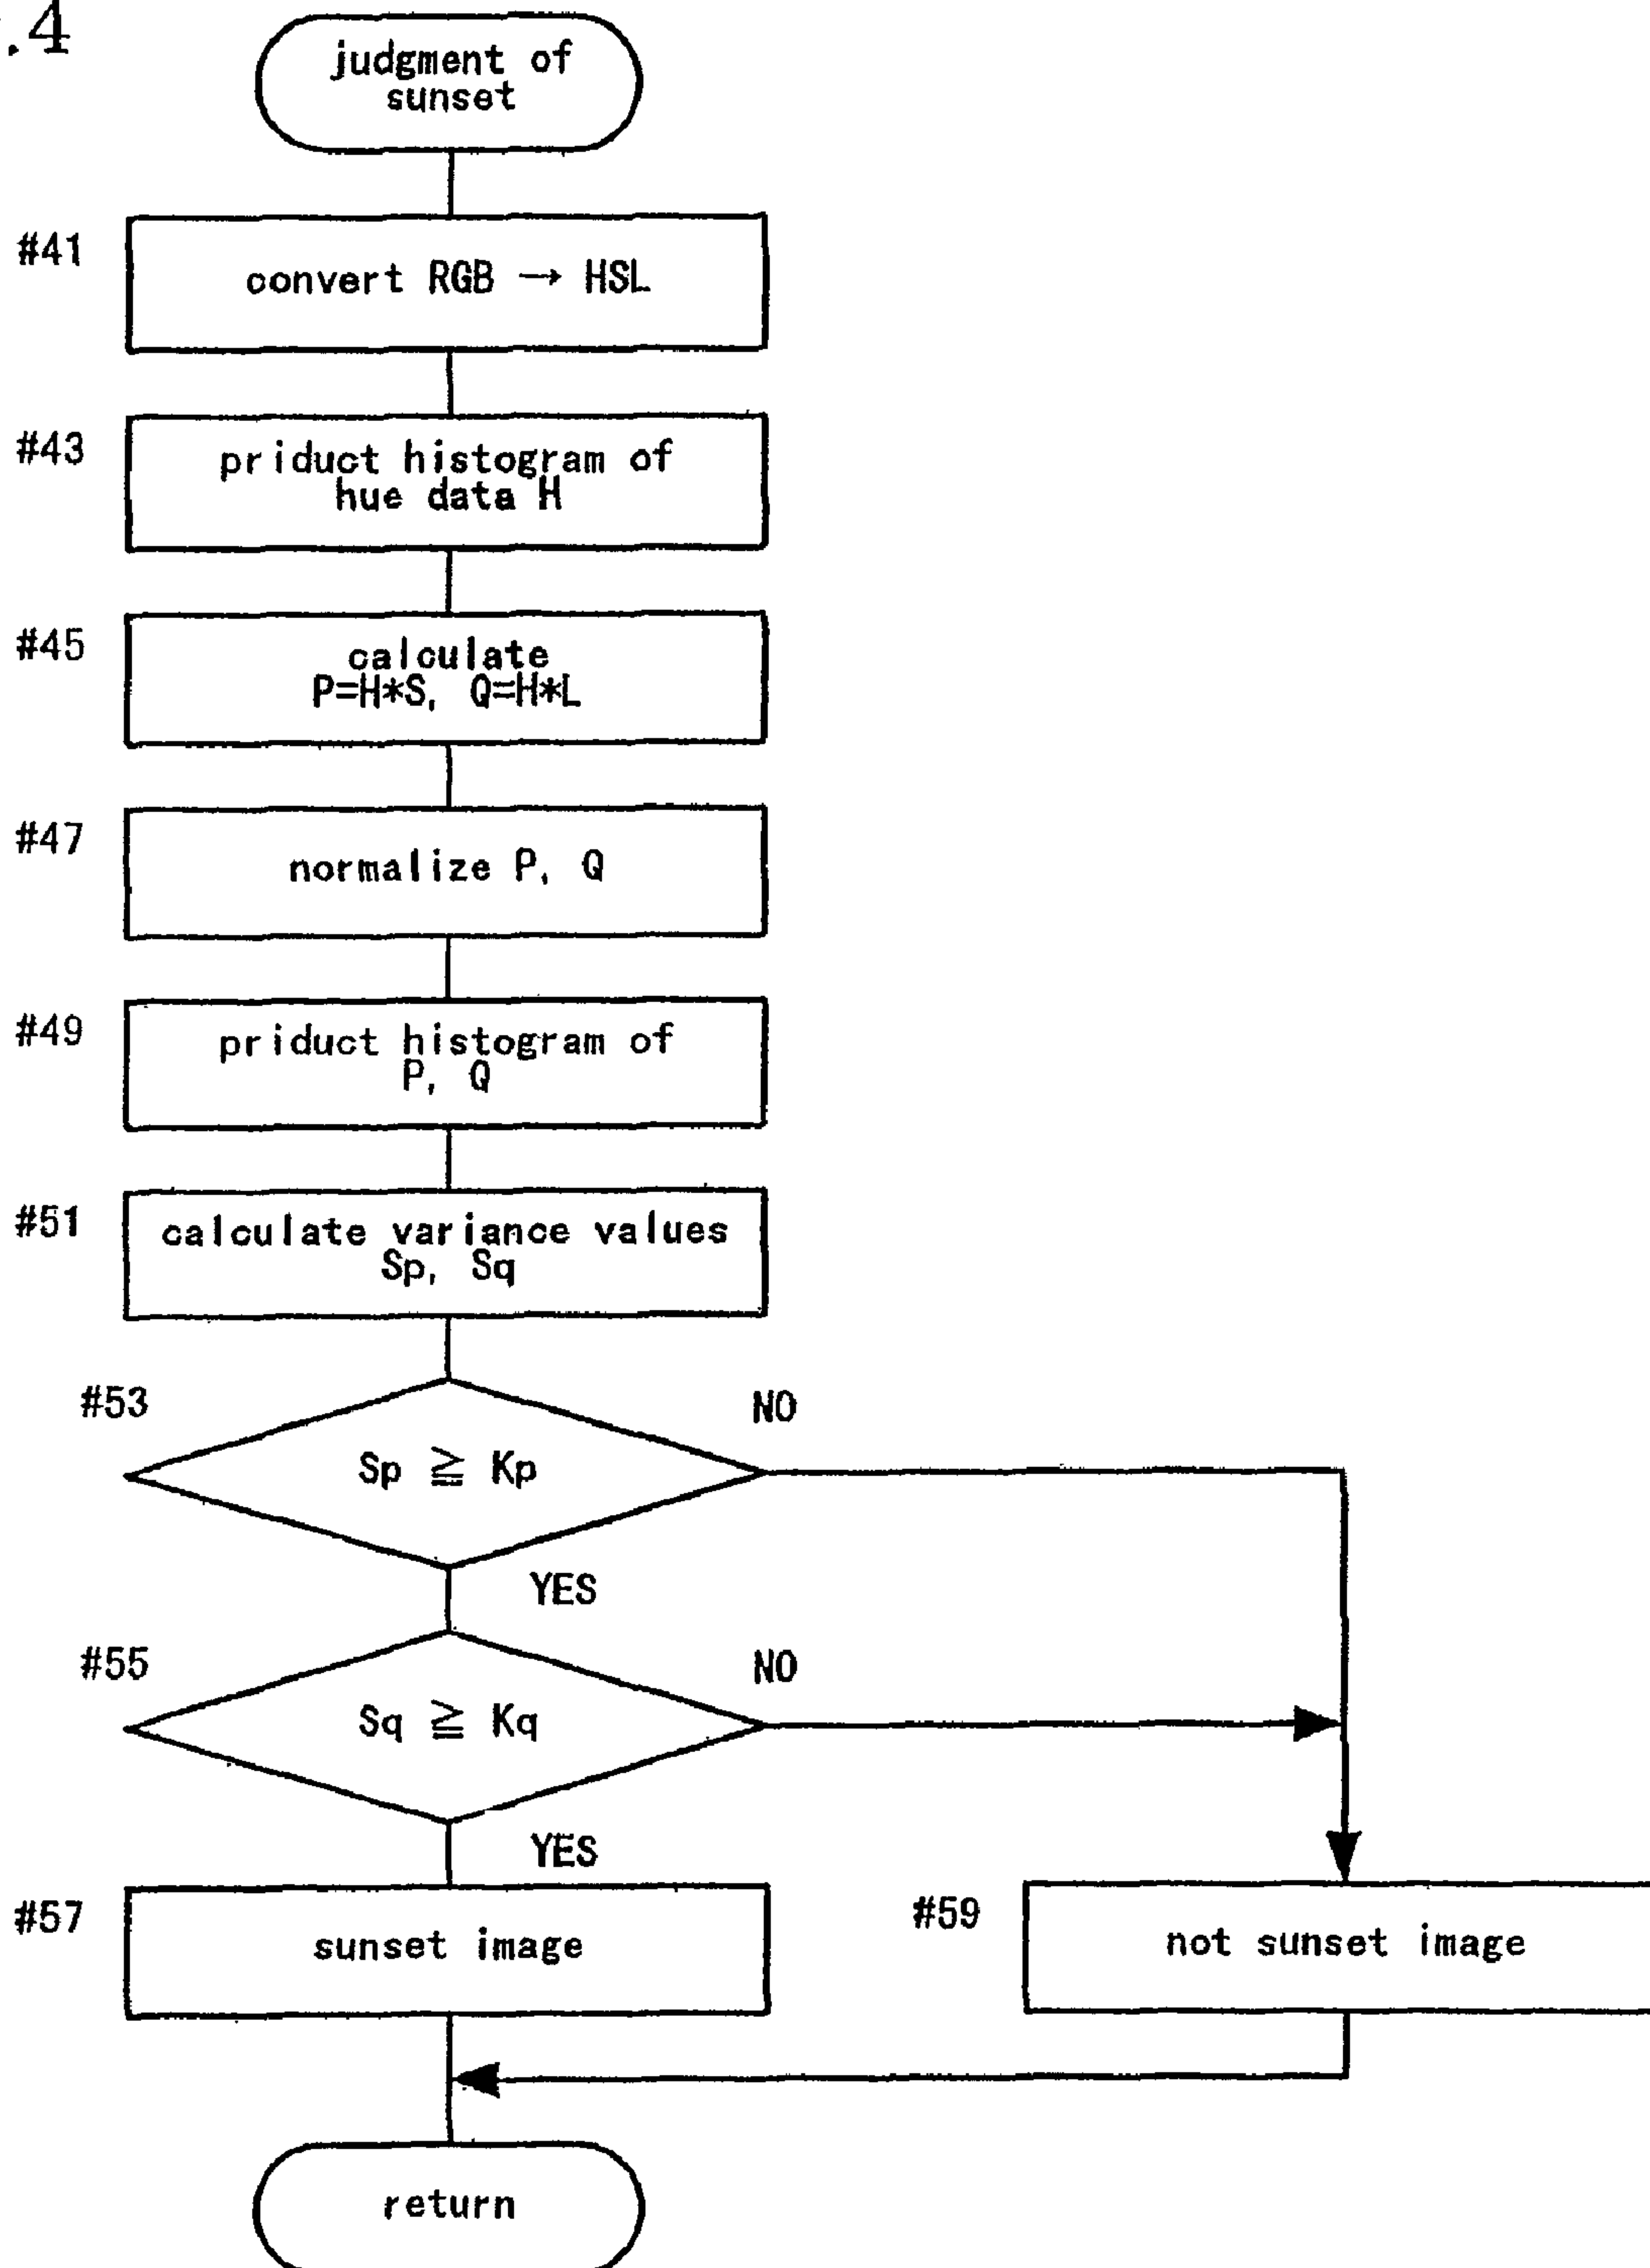 .4
judgment of
sunset
#41
convert RGB → HSL
#43
priduct histogram of
hue data H
#45
calculate
P=H*S, Q=H*L
#47
normalize P, Q
#49
priduct histogram of
P, Q
#51
calculate variance values
Sp, Sq
#53
Sp ≧ Kp
NO
YES
#55
Sq ≧ Kq
NO
YES
#57
sunset image
#59
not sunset image
return